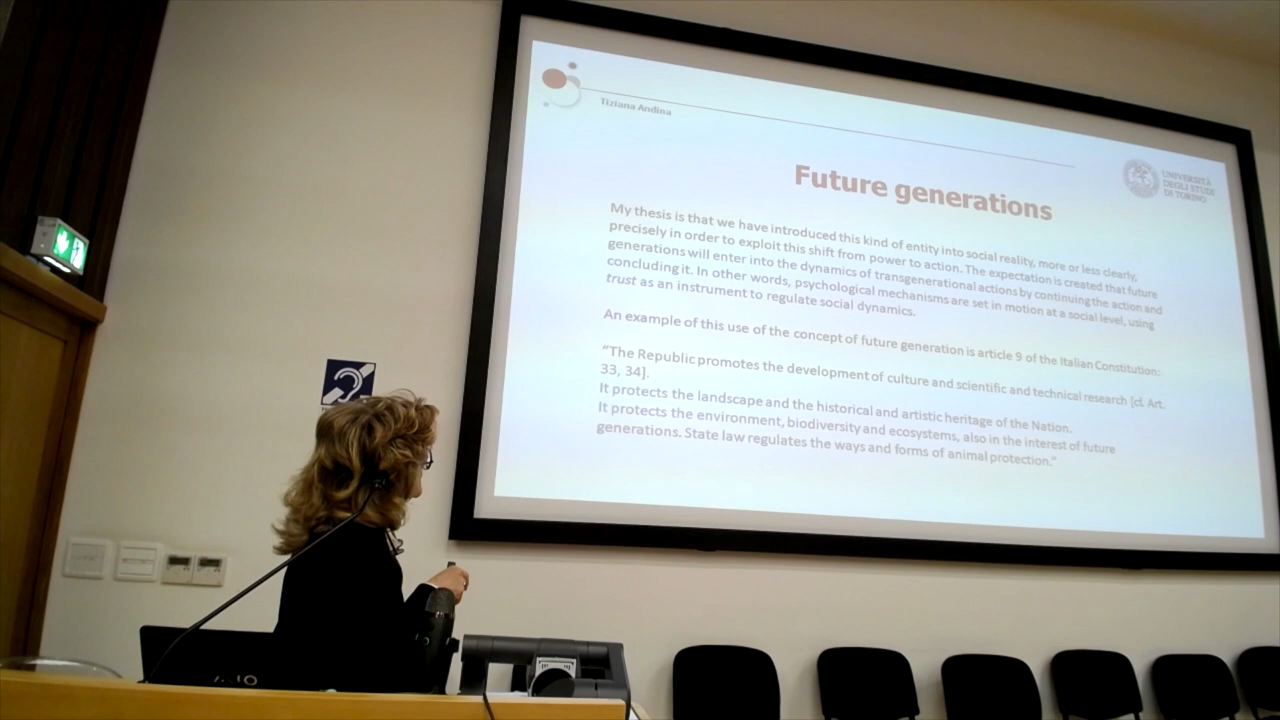 Tiziana Andina
UNIVERSITÀ
DEGLI STUDI
DI TORINO
Future generations
My thesis is that we have introduced this kind of entity into social reality, more or less clearly,
precisely in order to exploit this shift from power to action. The expectation is created that future
generations will enter into the dynamics of transgenerational actions by continuing the action and
concluding it. In other words, psychological mechanisms are set in motion at a social level, using
trust as an instrument to regulate social dynamics.
An example of this use of the concept of future generation is article 9 of the Italian Constitution:
“The Republic promotes the development of culture and scientific and technical research [cf. Art.
33, 34].
It protects the landscape and the historical and artistic heritage of the Nation.
It protects the environment, biodiversity and ecosystems, also in the interest of future
generations. State law regulates the ways and forms of animal protection.”
VAIO